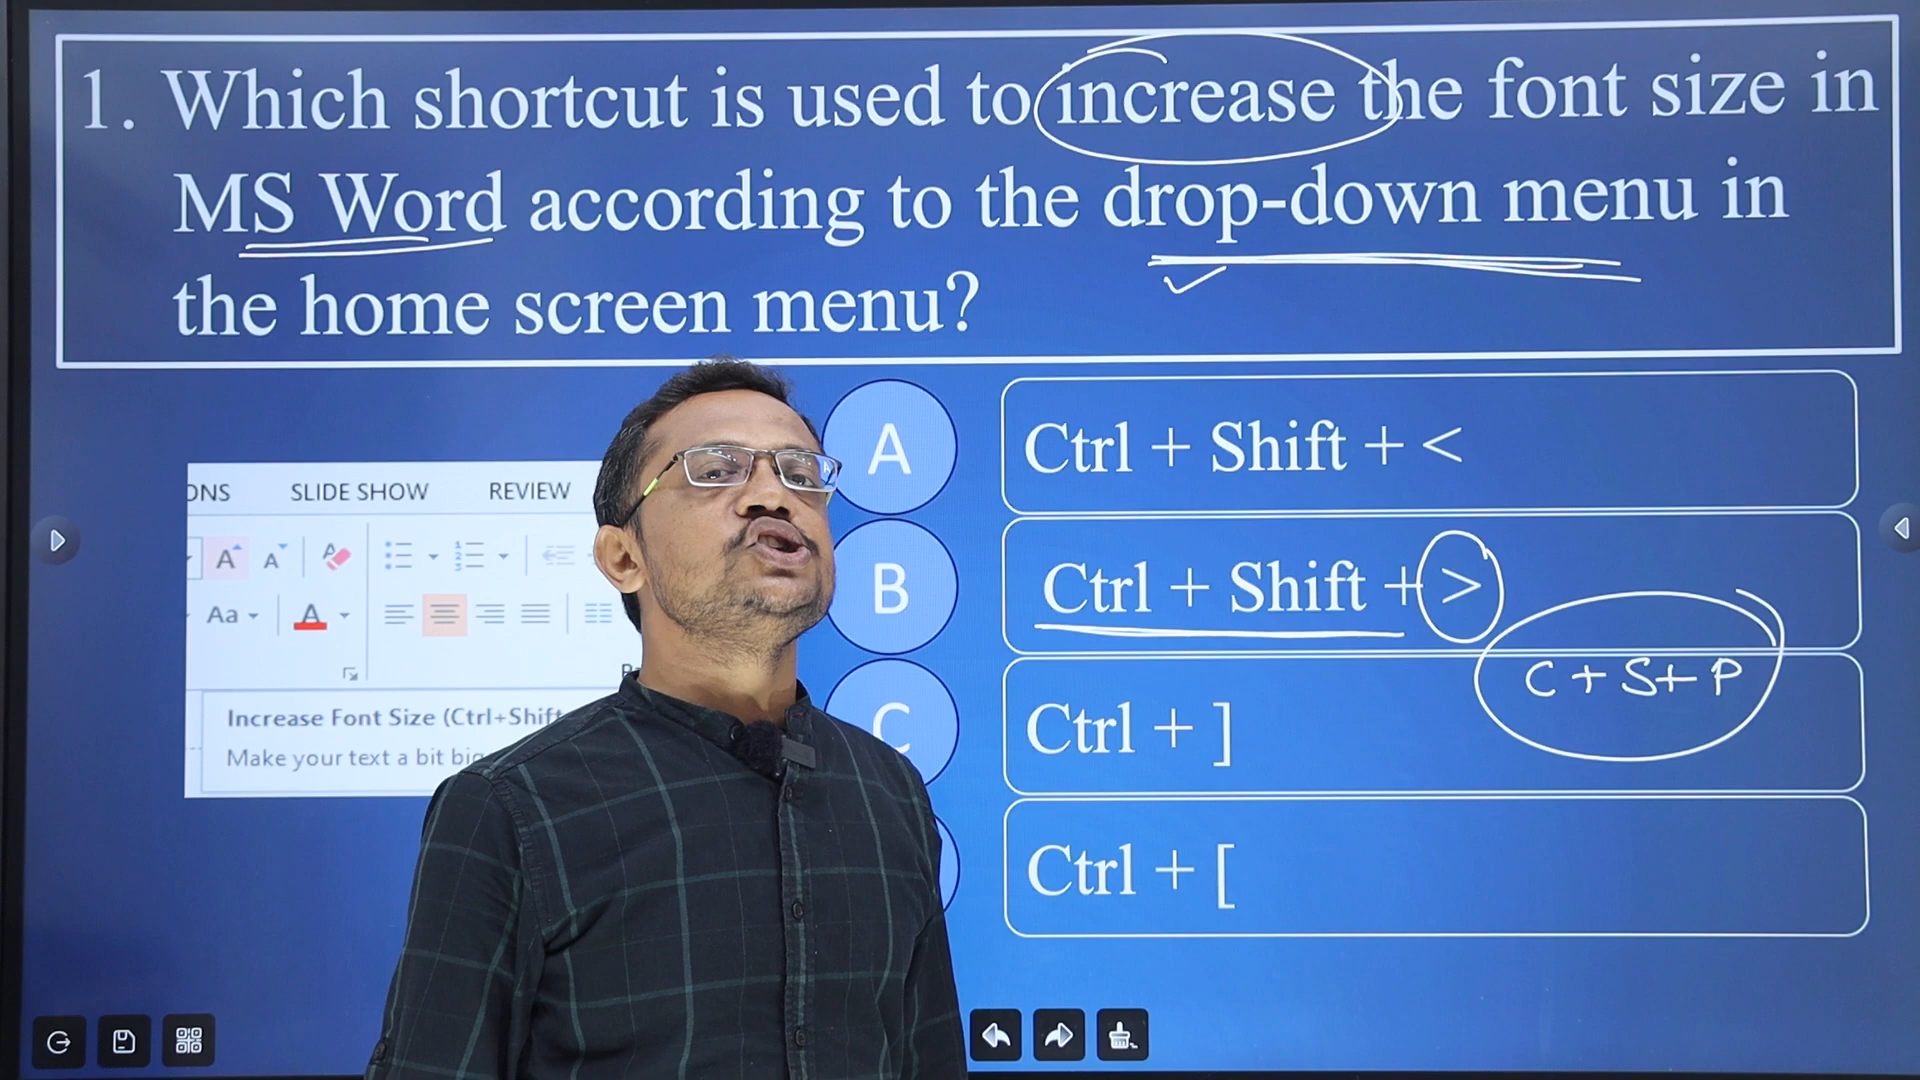 1. Which shortcut is used to increase the font size in
MS Word according to the drop-down menu in
the home screen menu?
A
Ctrl + Shift + <
B
Ctrl + Shift + >
C + S + P
C
Ctrl + ]
Ctrl + [
ONS SLIDE SHOW REVIEW
A A A
Aa A
Increase Font Size (Ctrl+Shift
Make your text a bit big